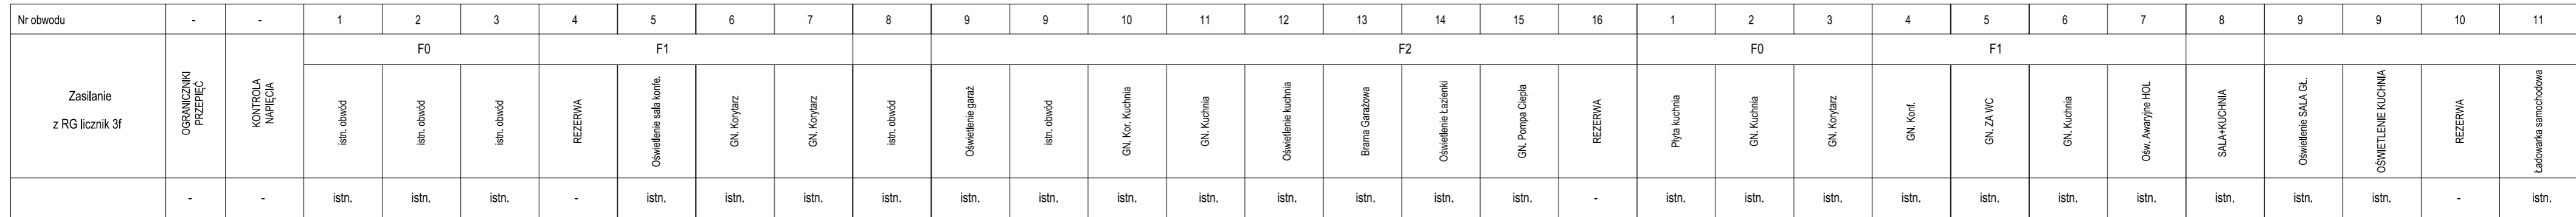 Nr obwodu - - 1 2 3 4 5 6 7 8 9 9 10 11 12 13 14 15 16 1 2 3 4 5 6 7 8 9 9 10 11
F0 F1 F2 F0 F1
Zasilanie
z RG licznik 3f
OGRANICZNIKI
PRZEPIĘĆ
KONTROLA
NAPIĘCIA
istn. obwód
istn. obwód
istn. obwód
REZERWA
Oświetlenie sala konfe.
GN. Korytarz
GN. Korytarz
istn. obwód
Oświetlenie garaż
istn. obwód
GN. Kor. Kuchnia
GN. Kuchnia
Oświetlenie kuchnia
Brama Garażowa
Oświetlenie Łazienki
GN. Pompa Ciepła
REZERWA
Płyta kuchnia
GN. Kuchnia
GN. Korytarz
GN. Konf.
GN. ZA WC
GN. Kuchnia
Ośw. Awaryjne HOL
SALA+KUCHNIA
Oświetlenie SALA GŁ.
OŚWIETLENIE KUCHNIA
REZERWA
Ładowarka samochodowa
- - istn. istn. istn. - istn. istn. istn. istn. istn. istn. istn. istn. istn. istn. istn. istn. - istn. istn. istn. istn. istn. istn. istn. istn. istn. istn. - istn.